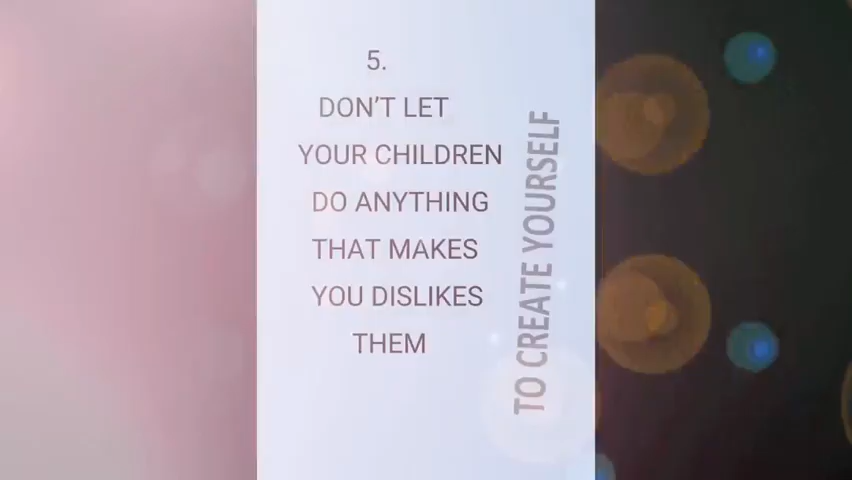 5.
DON’T LET
YOUR CHILDREN
DO ANYTHING
THAT MAKES
YOU DISLIKES
THEM
TO CREATE YOURSELF